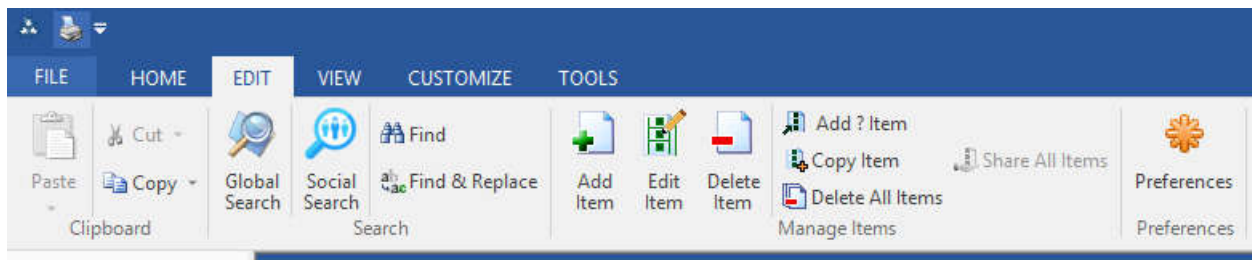 FILE HOME EDIT VIEW CUSTOMIZE TOOLS
Paste
Cut
Copy
Clipboard
Global
Search
Social
Search
Find
Find & Replace
Search
Add
Item
Edit
Item
Delete
Item
Add ? Item
Copy Item
Delete All Items
Share All Items
Manage Items
Preferences
Preferences